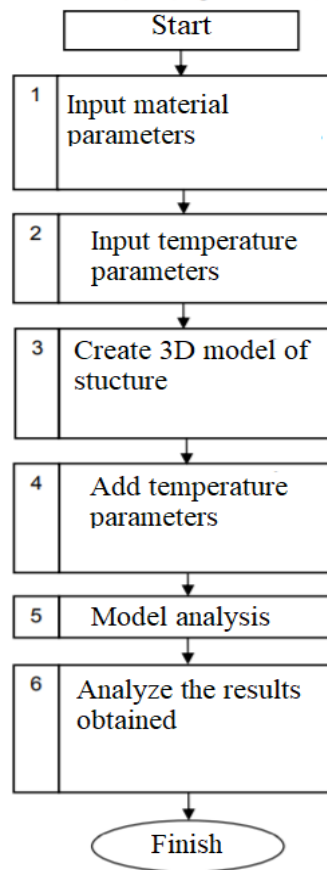 Start
1
Input material
parameters
2
Input temperature
parameters
3
Create 3D model of
stucture
4
Add temperature
parameters
5
Model analysis
6
Analyze the results
obtained
Finish